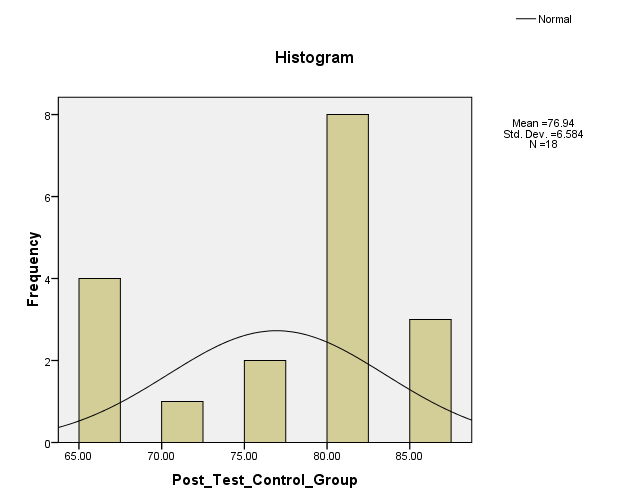 Normal
Histogram
Mean =76.94
Std. Dev. =6.584
N =18
8
6
4
2
0
Frequency
65.00 70.00 75.00 80.00 85.00
Post_Test_Control_Group